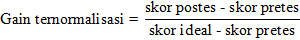 Gain ternormalisasi = skor postes - skor pretes
skor ideal - skor pretes